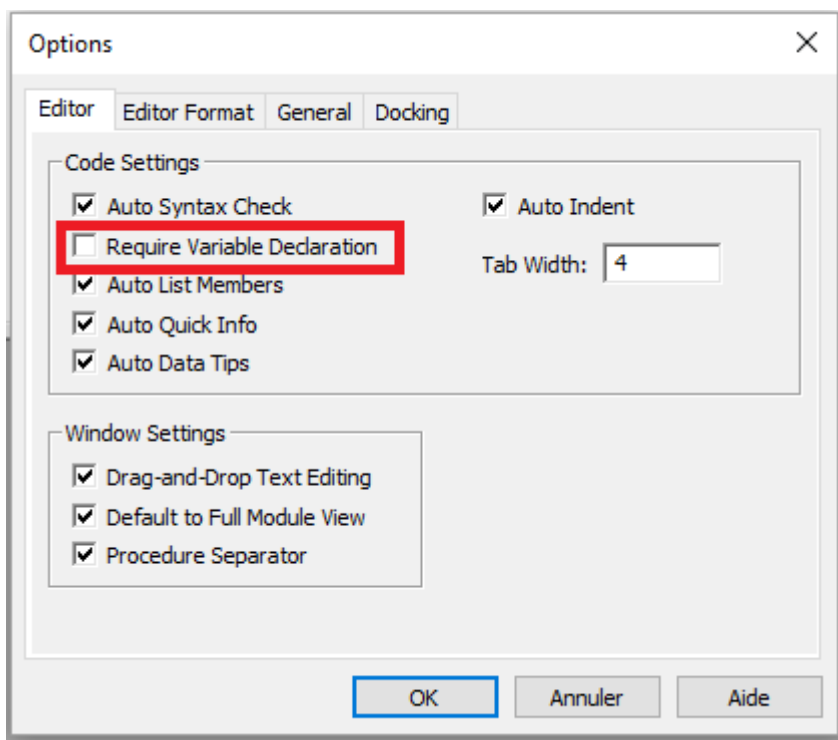 Options
Editor Editor Format General Docking
Code Settings
Auto Syntax Check Auto Indent
Require Variable Declaration
Tab Width: 4
Auto List Members
Auto Quick Info
Auto Data Tips
Window Settings
Drag-and-Drop Text Editing
Default to Full Module View
Procedure Separator
OK Annuler Aide